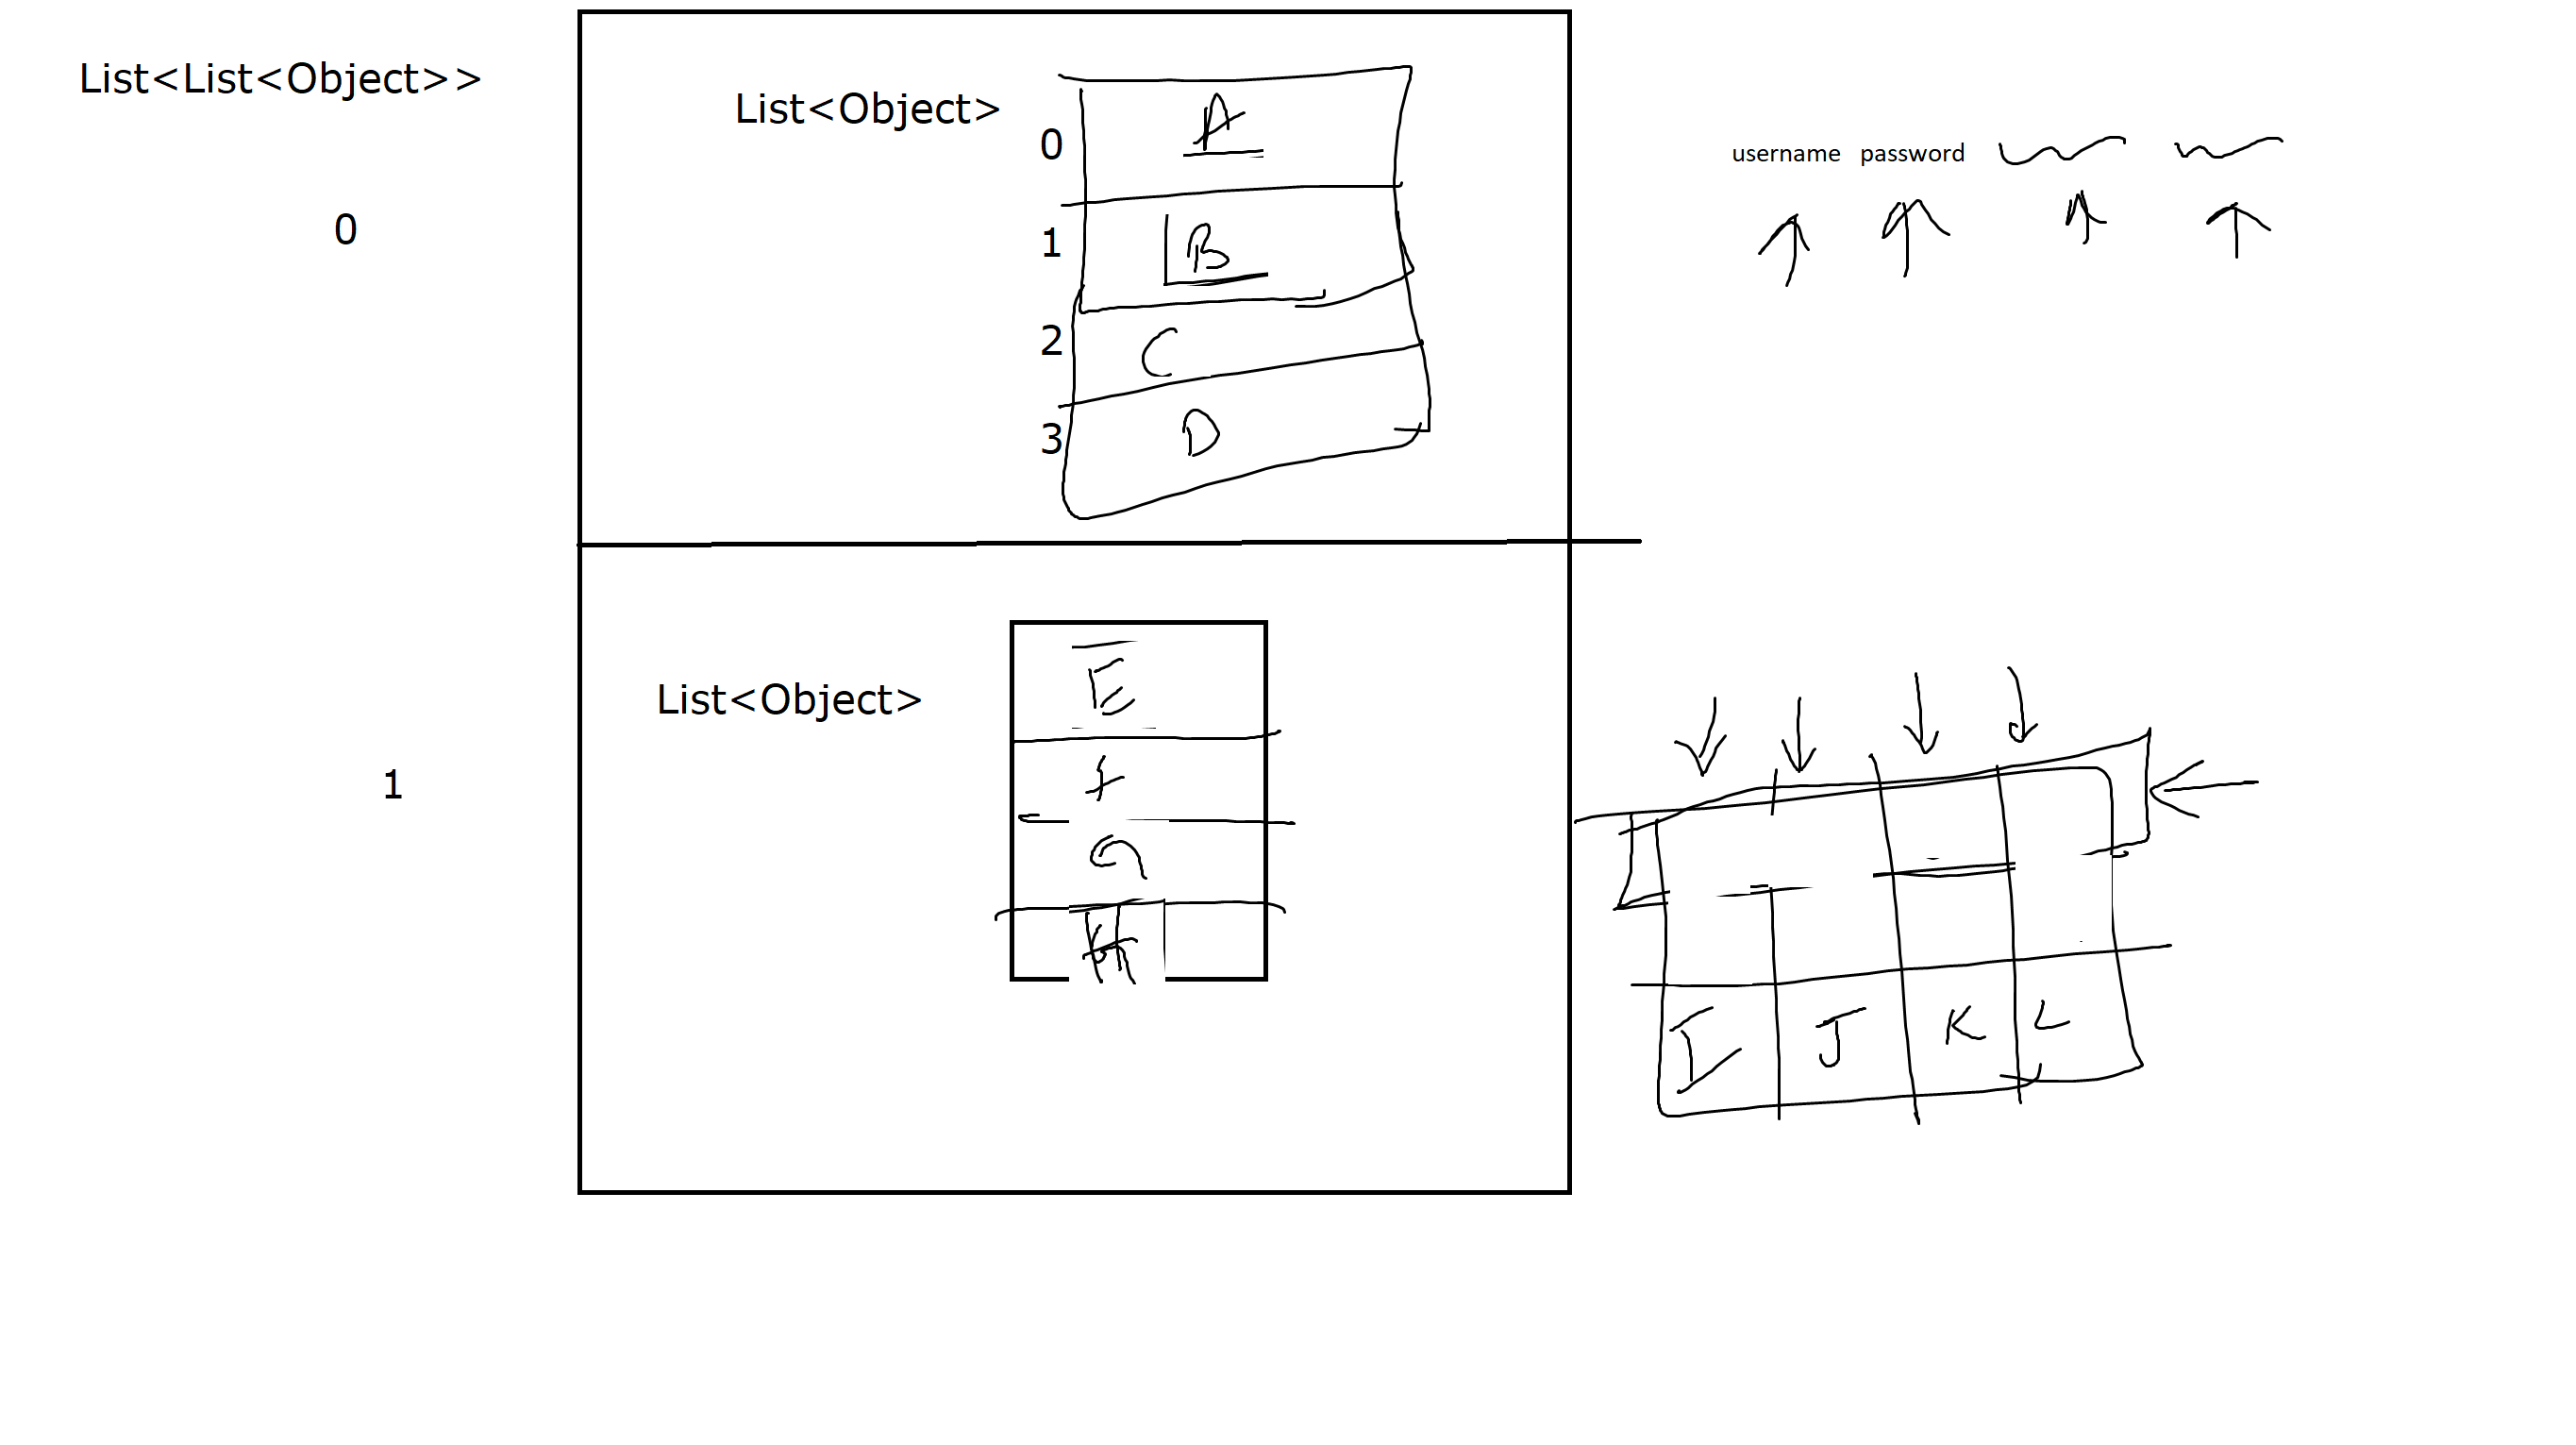 List<List<Object>>
0
List<Object>
0 A
1 B
2 C
3 D
username password
1
List<Object>
E
G
I J K L